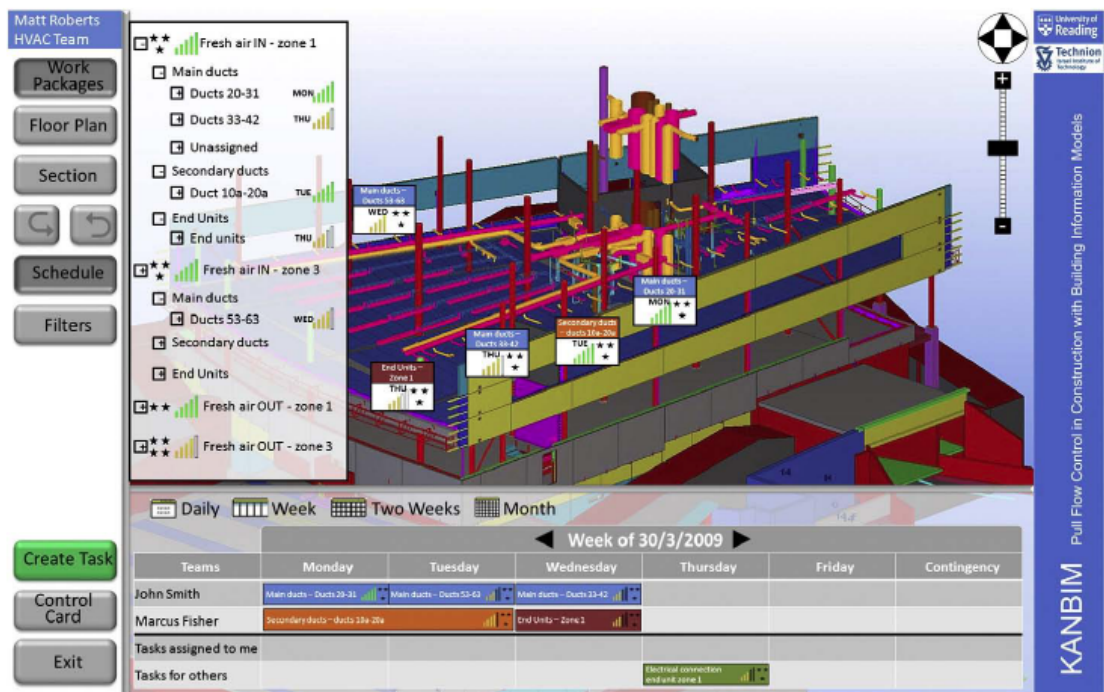 Matt Roberts
HVAC Team
Work
Packages
Floor Plan
Section
Schedule
Filters
Create Task
Control
Card
Exit
Fresh air IN - zone 1
Main ducts
Ducts 20-31 MON
Ducts 33-42 THU
Unassigned
Secondary ducts
Duct 10a-20a TUE
End Units
End units THU
Fresh air IN - zone 3
Main ducts
Ducts 53-63 WED
Secondary ducts
End Units
Fresh air OUT - zone 1
Fresh air OUT - zone 3
Main ducts –
Ducts 53-63
WED
Main ducts –
Ducts 20-31
MON
Secondary ducts
– ducts 10a-20a
TUE
Main ducts –
Ducts 33-42
THU
End Units –
Zone 1
THU
University of
Reading
Technion
Israel Institute of
Technology
KANBIM Pull Flow Control in Construction with Building Information Models
Daily Week Two Weeks Month
Week of 30/3/2009
Teams Monday Tuesday Wednesday Thursday Friday Contingency
John Smith Main ducts – Ducts 20-31 Main ducts – Ducts 53-63 Main ducts – Ducts 33-42
Marcus Fisher Secondary ducts – ducts 10a-20a End Units – Zone 1
Tasks assigned to me
Tasks for others Electrical connection
end unit zone 1